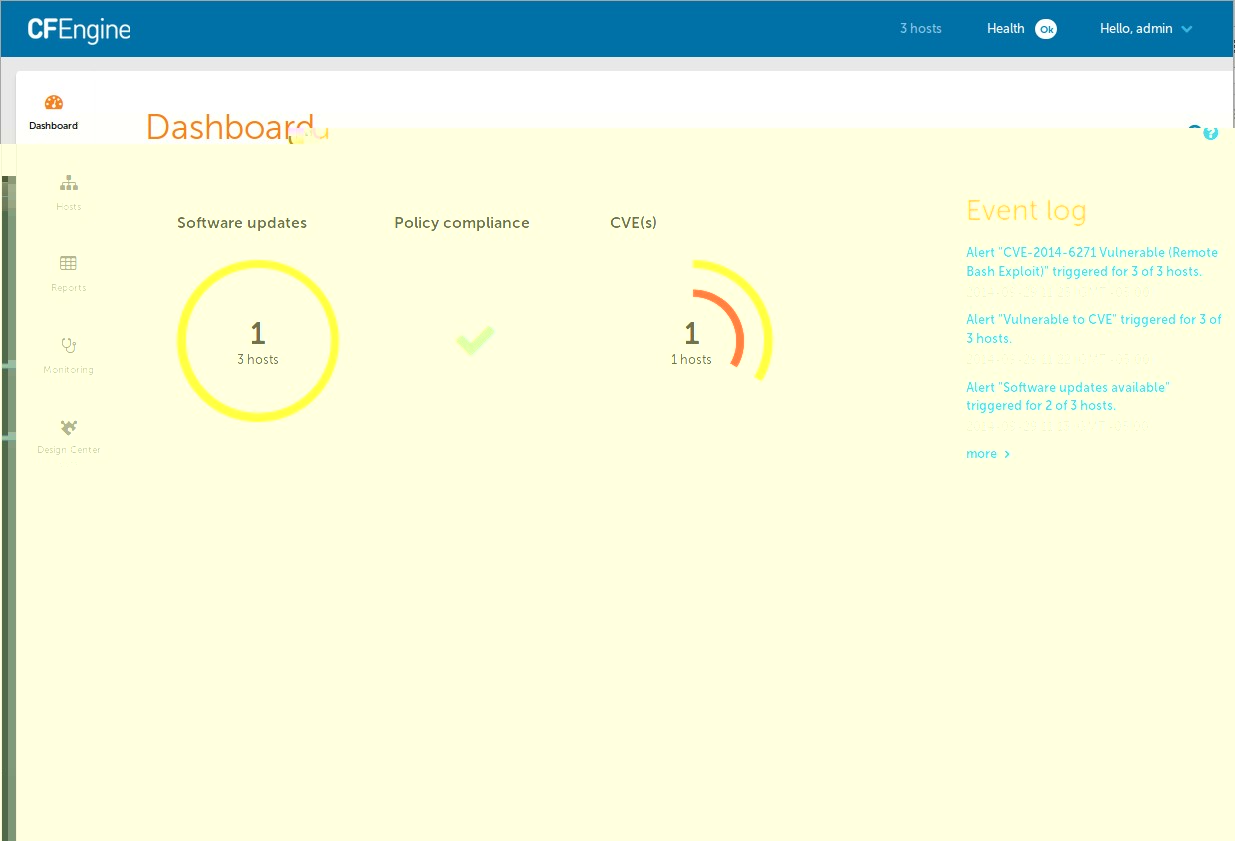 CFEngine
3 hosts
Health Ok
Hello, admin
Dashboard
Dashboard
Hosts
Reports
Monitoring
Design Center
Software updates
1
3 hosts
Policy compliance
CVE(s)
1
1 hosts
Event log
Alert "CVE-2014-6271 Vulnerable (Remote
Bash Exploit)" triggered for 3 of 3 hosts.
Alert "Vulnerable to CVE" triggered for 3 of
3 hosts.
Alert "Software updates available"
triggered for 2 of 3 hosts.
more